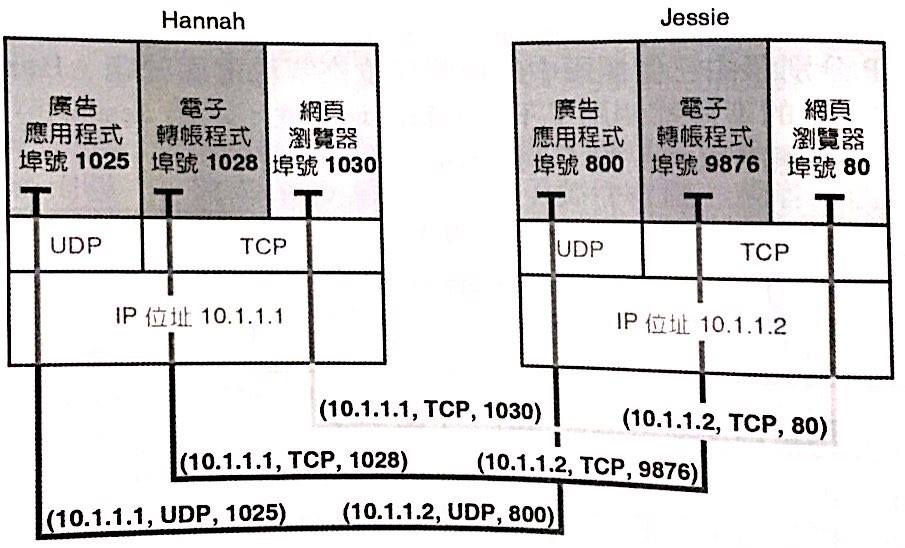 Hannah
廣告
應用程式
埠號 1025
電子
轉帳程式
埠號 1028
網頁
瀏覽器
埠號 1030
UDP
TCP
IP 位址 10.1.1.1
Jessie
廣告
應用程式
埠號 800
電子
轉帳程式
埠號 9876
網頁
瀏覽器
埠號 80
UDP
TCP
IP 位址 10.1.1.2
(10.1.1.1, TCP, 1030)
(10.1.1.2, TCP, 80)
(10.1.1.1, TCP, 1028)
(10.1.1.2, TCP, 9876)
(10.1.1.1, UDP, 1025)
(10.1.1.2, UDP, 800)